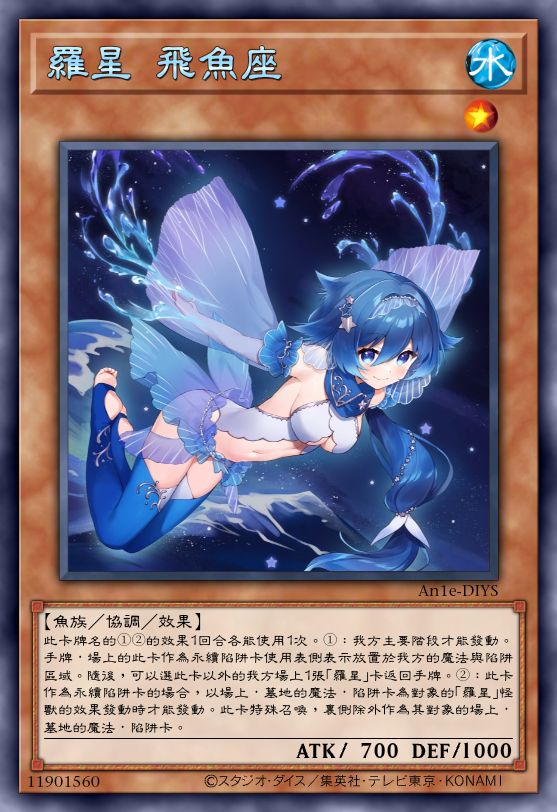 羅星 飛魚座
水
An1e-DIYS
【魚族／協調／效果】
此卡牌名的①②的效果1回合各能使用1次。①：我方主要階段才能發動。
手牌·場上的此卡作為永續陷阱卡使用表側表示放置於我方的魔法與陷阱
區域。隨後，可以選此卡以外的我方場上1張「羅星」卡返回手牌。②：此卡
作為永續陷阱卡的場合，以場上·墓地的魔法·陷阱卡為對象的「羅星」怪
獸的效果發動時才能發動。此卡特殊召喚，裏側除外作為其對象的場上·
墓地的魔法·陷阱卡。
ATK/ 700 DEF/1000
11901560 ©スタジオ·ダイス／集英社·テレビ東京·KONAMI